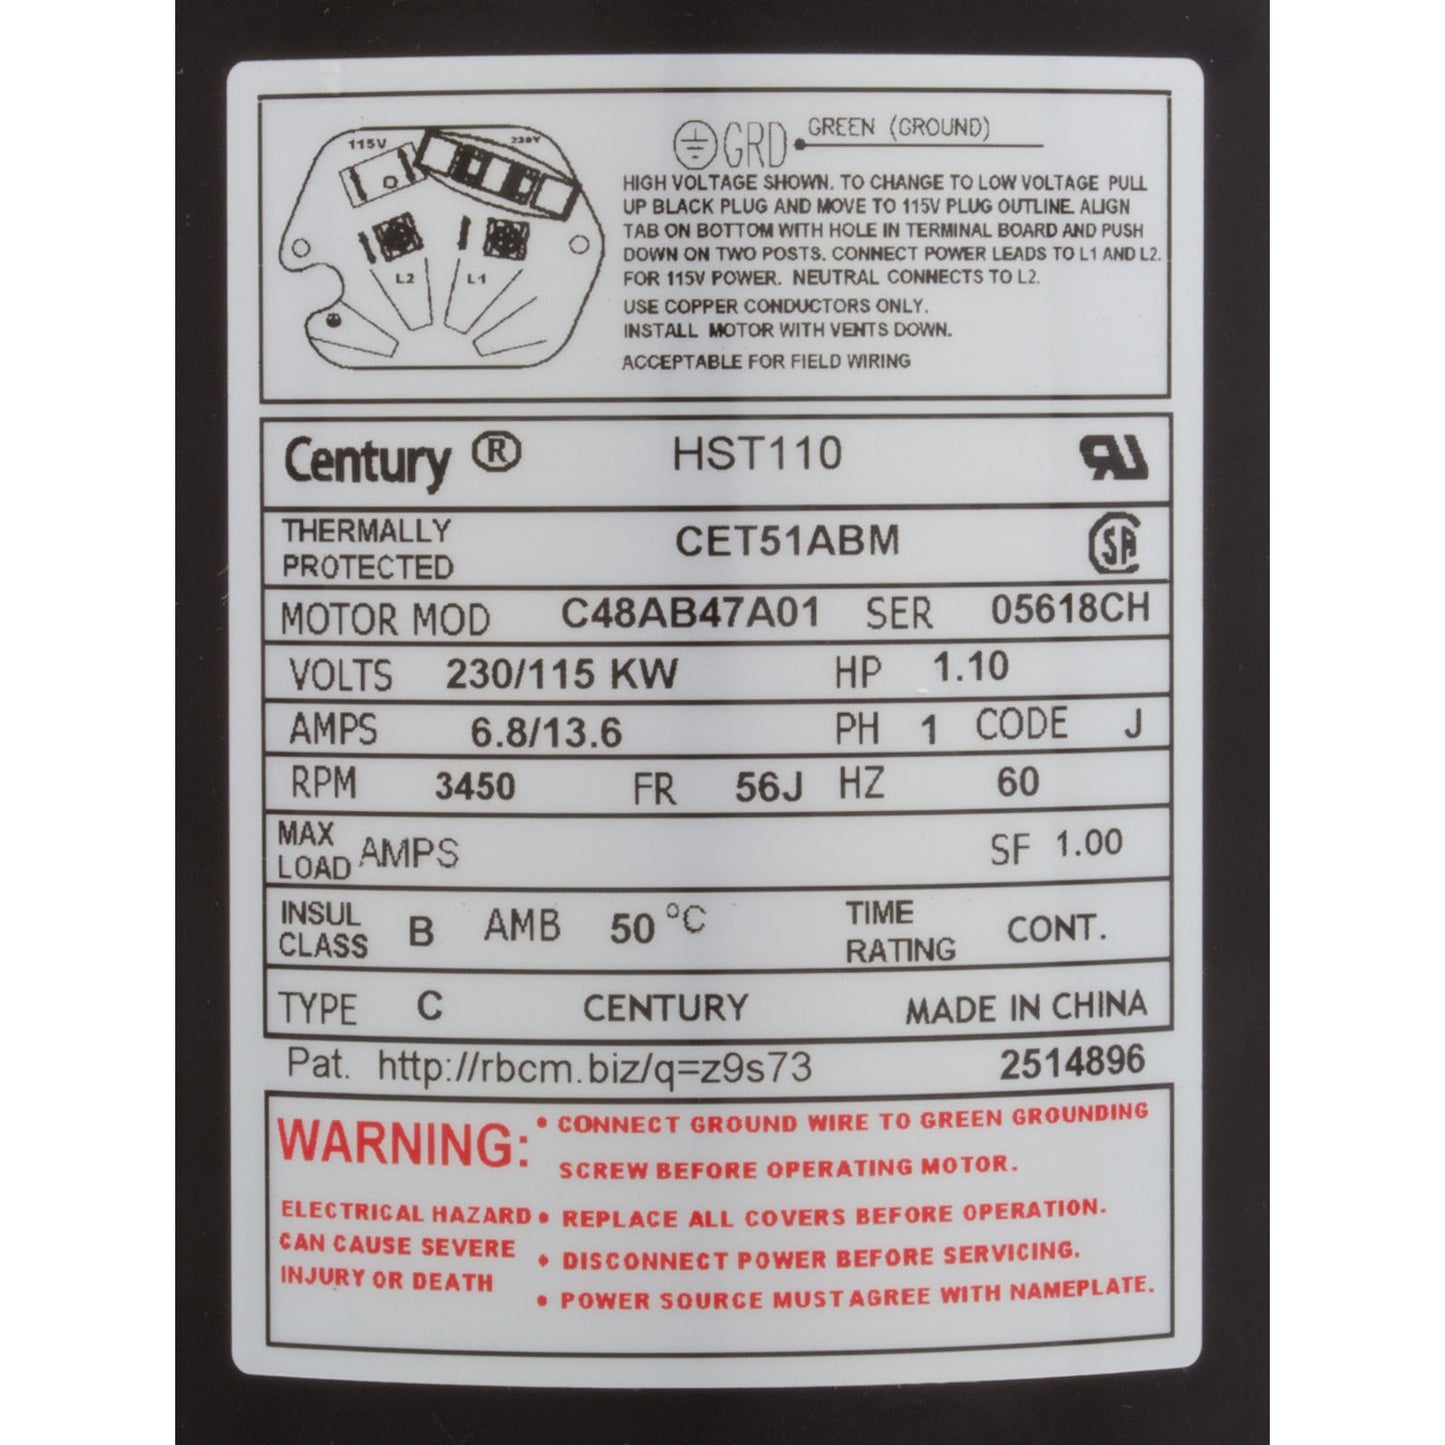 115V
230V
L2
L1
GRD GREEN (GROUND)
HIGH VOLTAGE SHOWN. TO CHANGE TO LOW VOLTAGE PULL
UP BLACK PLUG AND MOVE TO 115V PLUG OUTLINE. ALIGN
TAB ON BOTTOM WITH HOLE IN TERMINAL BOARD AND PUSH
DOWN ON TWO POSTS. CONNECT POWER LEADS TO L1 AND L2.
FOR 115V POWER. NEUTRAL CONNECTS TO L2.
USE COPPER CONDUCTORS ONLY.
INSTALL MOTOR WITH VENTS DOWN.
ACCEPTABLE FOR FIELD WIRING
Century ® HST110
THERMALLY
PROTECTED
CET51ABM
SA
MOTOR MOD C48AB47A01 SER 05618CH
VOLTS 230/115 KW HP 1.10
AMPS 6.8/13.6 PH 1 CODE J
RPM 3450 FR 56J HZ 60
MAX
LOAD AMPS SF 1.00
INSUL
CLASS B AMB 50 °C
TIME
RATING CONT.
TYPE C CENTURY MADE IN CHINA
Pat. http://rbcm.biz/q=z9s73 2514896
WARNING:
ELECTRICAL HAZARD
CAN CAUSE SEVERE
INJURY OR DEATH
• CONNECT GROUND WIRE TO GREEN GROUNDING
SCREW BEFORE OPERATING MOTOR.
• REPLACE ALL COVERS BEFORE OPERATION.
• DISCONNECT POWER BEFORE SERVICING.
• POWER SOURCE MUST AGREE WITH NAMEPLATE.